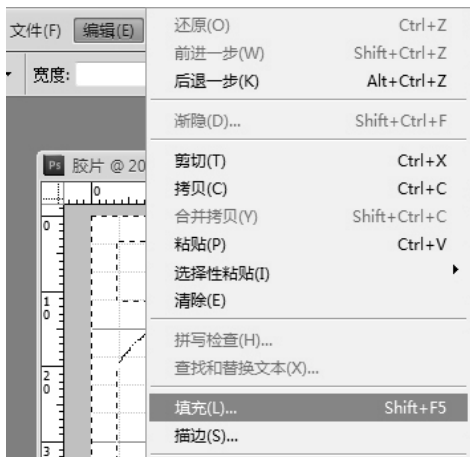 文件(F) 编辑(E)
宽度:
还原(O) Ctrl+Z
前进一步(W) Shift+Ctrl+Z
后退一步(K) Alt+Ctrl+Z
渐隐(D)... Shift+Ctrl+F
剪切(T) Ctrl+X
拷贝(C) Ctrl+C
合并拷贝(Y) Shift+Ctrl+C
粘贴(P) Ctrl+V
选择性粘贴(I)
清除(E)
拼写检查(H)...
查找和替换文本(X)...
填充(L)... Shift+F5
描边(S)...
Ps 胶片 @ 20
0
0
1
0
2
0
3